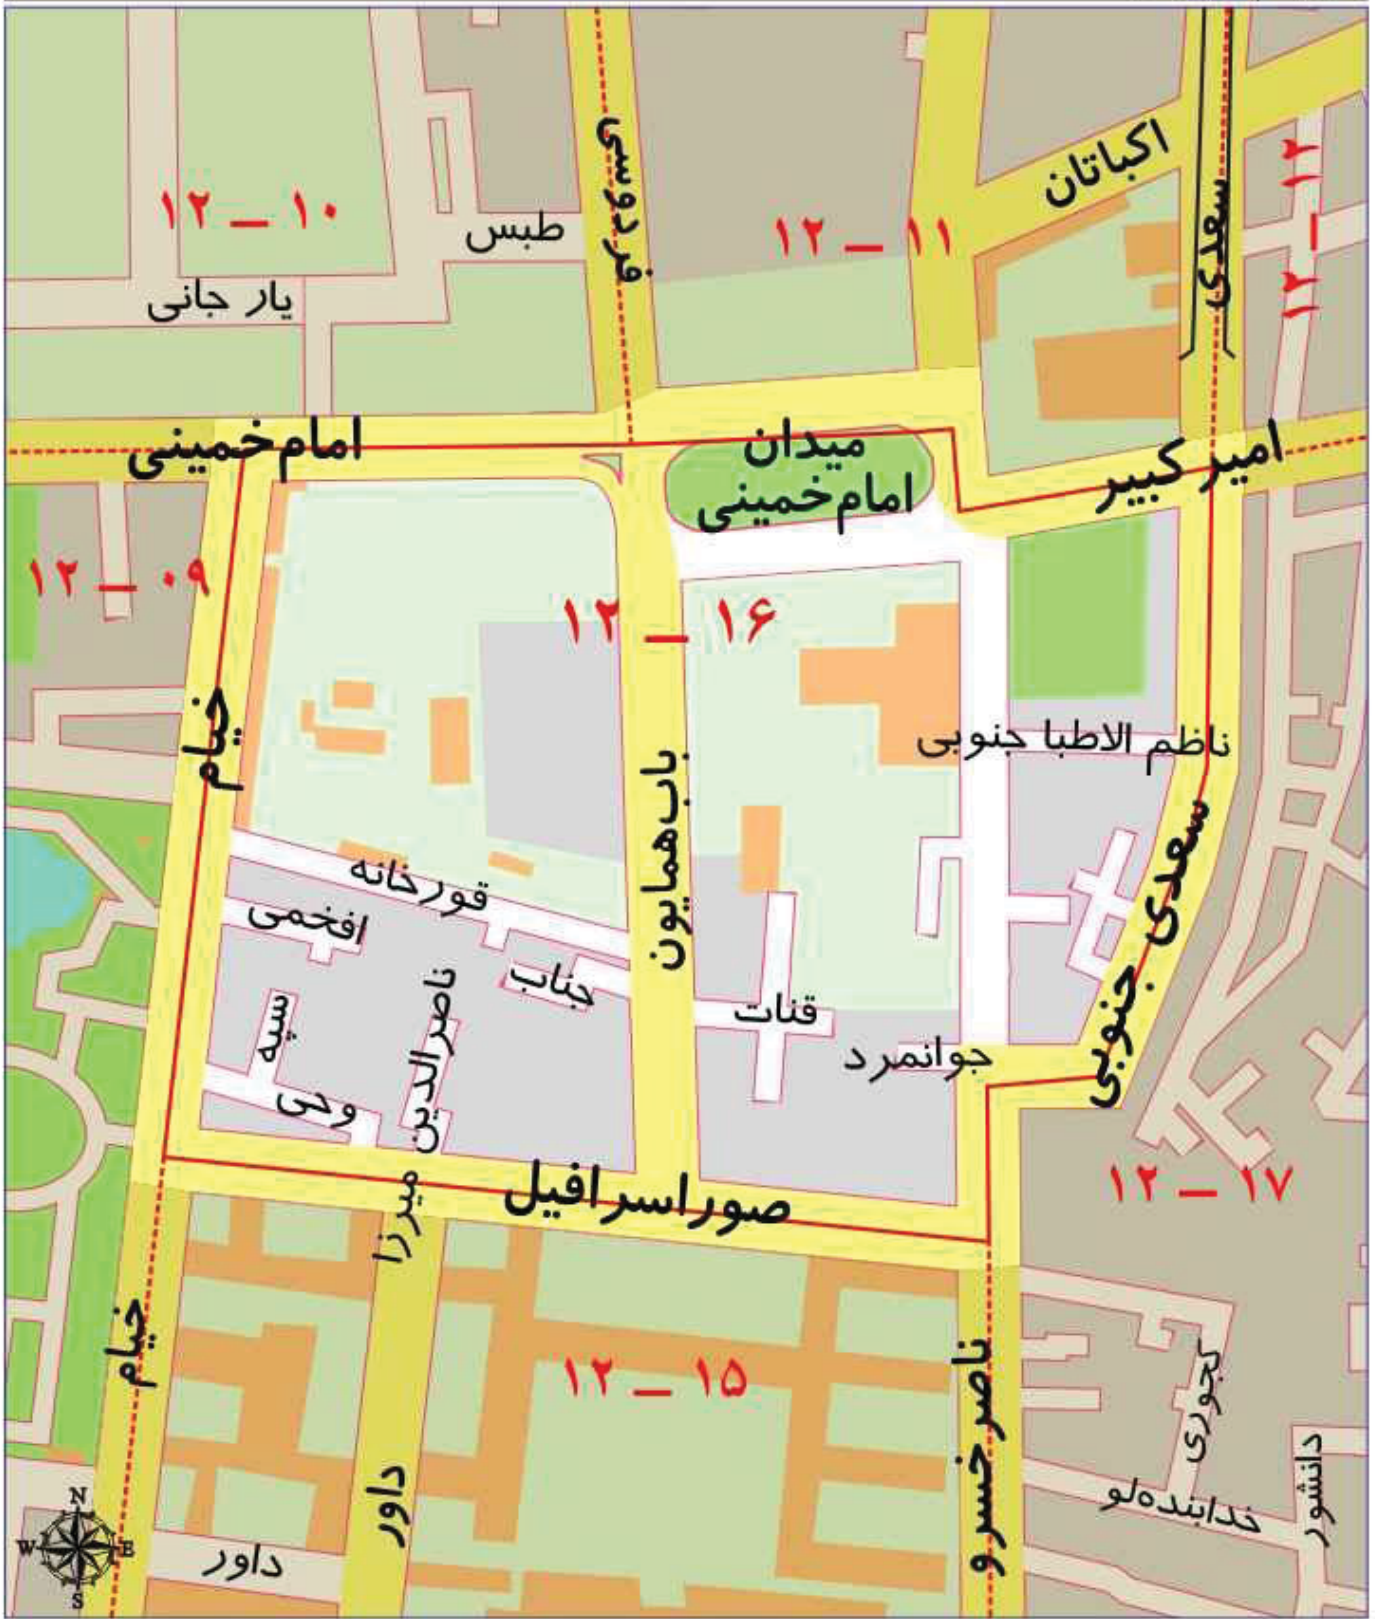 فردوسی
اکباتان
سعدی
۱۲ – ۱۲
۱۲ – ۱۰
طبس
۱۲ – ۱۱
یار جانی
امام‌خمینی
میدان
امام‌خمینی
امیر کبیر
۱۲ – ۰۹
۱۲ – ۱۶
خیام
ناظم الاطبا جنوبی
باب‌همایون
سعدی جنوبی
قورخانه
افخمی
جناب
ناصرالدین میرزا
سپه
قنات
جوانمرد
وحی
صوراسرافیل
۱۲ – ۱۷
خیام
۱۲ – ۱۵
ناصرخسرو
کجوری
داور
خدابنده‌لو
دانشور
داور
N
W E
S